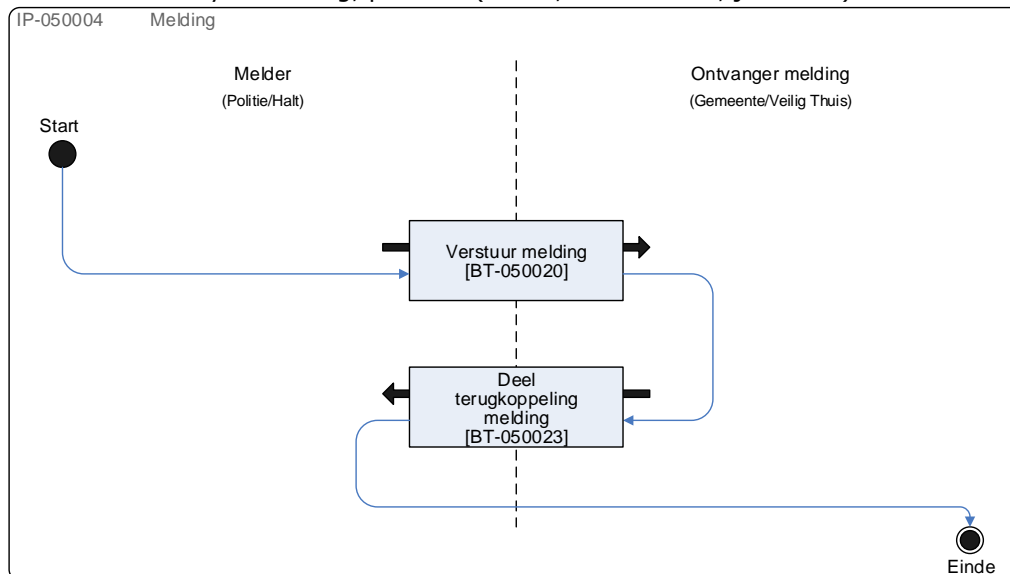 IP-050004 Melding
Melder
(Politie/Halt)
Ontvanger melding
(Gemeente/Veilig Thuis)
Start
Verstuur melding
[BT-050020]
Deel
terugkoppeling
melding
[BT-050023]
Einde